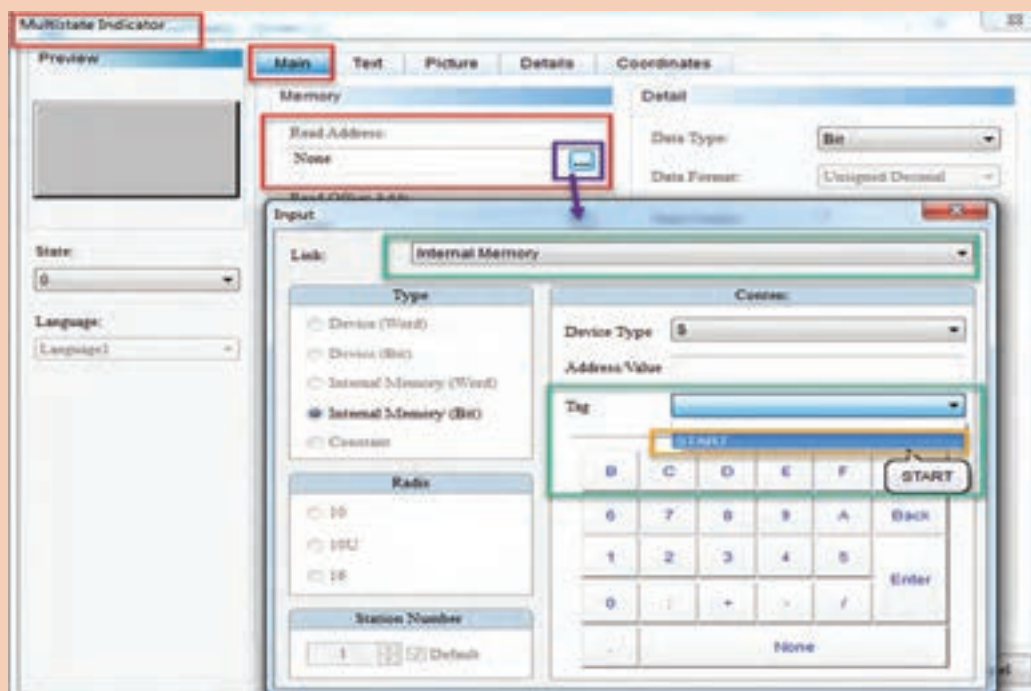 Multistate Indicator
Preview
Main Text Picture Details Coordinates
Memory
Detail
Read Address:
None
Data Type: Bit
Data Format: Unsigned Decimal
State:
0
Language:
Language1
Input
Link: Internal Memory
Type
Device (Word)
Device (Bit)
Internal Memory (Word)
Internal Memory (Bit)
Constant
Radix
10
10U
16
Station Number
1 Default
Device Type S
Address/Value
Tag
START
START
B C D E F
6 7 8 9 A Back
1 2 3 4 5
Enter
0 : + - /
. None